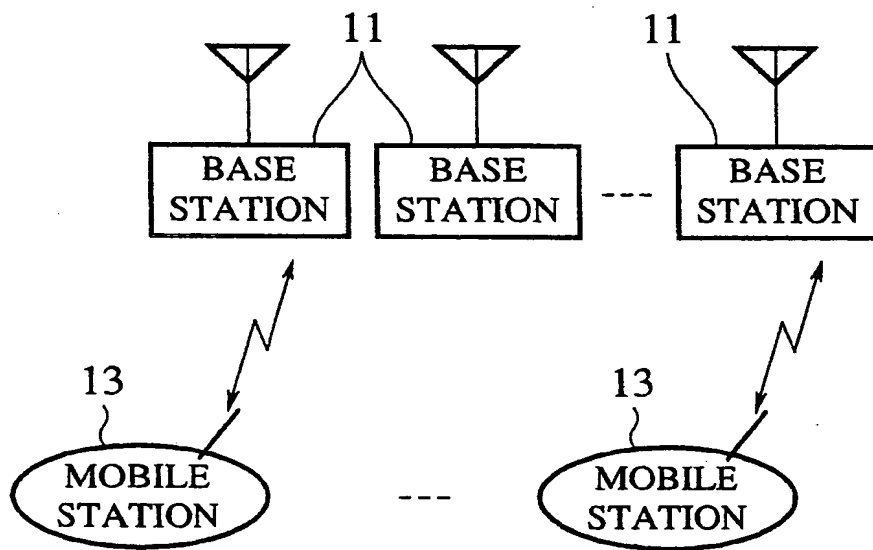 11
11
BASE
STATION
BASE
STATION
---
BASE
STATION
13
13
MOBILE
STATION
---
MOBILE
STATION